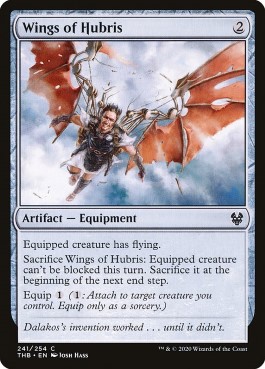 Wings of Hubris 2
Artifact — Equipment
Equipped creature has flying.
Sacrifice Wings of Hubris: Equipped creature
can't be blocked this turn. Sacrifice it at the
beginning of the next end step.
Equip 1 (1: Attach to target creature you
control. Equip only as a sorcery.)
Dalakos's invention worked . . . until it didn't.
241/254 C
THB • EN Josh Hass ™ & © 2020 Wizards of the Coast